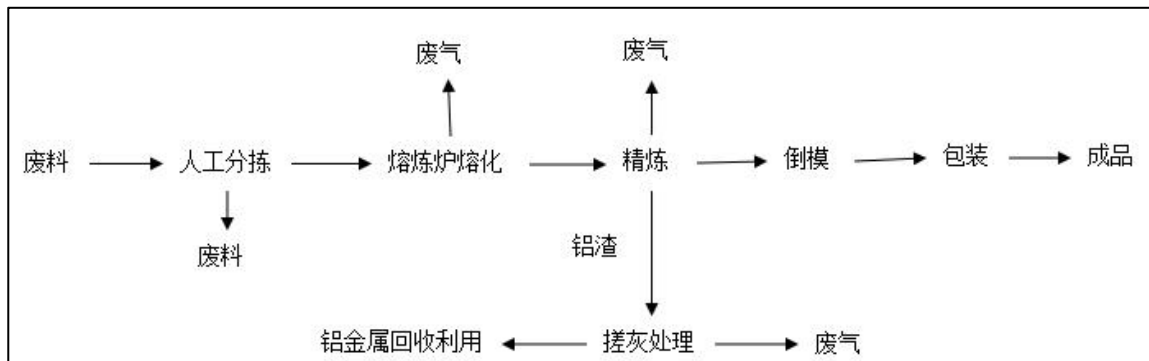 废气
废气
废料
人工分拣
熔炼炉熔化
精炼
倒模
包装
成品
废料
铝渣
铝金属回收利用
搓灰处理
废气